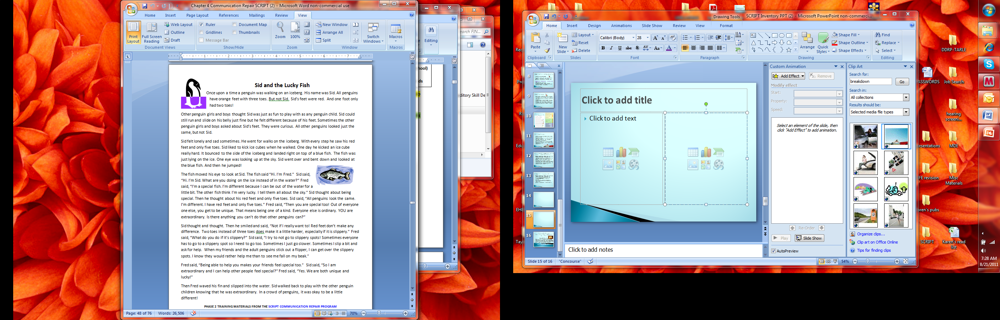 Chapter 4 Communication Repair SCRIPT (2) - Microsoft Word non-commercial use
Home Insert Page Layout References Mailings Review View
Print Layout
Full Screen Reading
Web Layout
Outline
Draft
Document Views
Ruler
Gridlines
Message Bar
Document Map
Thumbnails
Show/Hide
Zoom
100%
Zoom
New Window
Arrange All
Split
Switch Windows
Window
Macros
Macros
Sid and the Lucky Fish
Once upon a time a penguin was walking on an iceberg. His name was Sid. All penguins
have orange feet with three toes. But not Sid. Sid's feet were red. And one foot only
had two toes!
Other penguin girls and boys thought Sid was just as fun to play with as any penguin child. Sid could
still run and slide on his belly just fine but he felt different because of his feet. Sometimes the other
penguin girls and boys asked about Sid's feet. They were curious. All other penguins looked just the
same, but not Sid.
Sid felt lonely and sad sometimes. He went for walks on the iceberg. With every step he saw his red
feet and only five toes. Sid liked to kick ice cubes when he walked. One day he kicked an ice cube
really hard. It bounced to the side of the iceberg and landed right on top of a blue fish. The fish was
just lying on the ice. One eye was looking up at the sky. Sid went over and bent down and looked at
the blue fish. And then he jumped!
The fish moved his eye to look at Sid. The fish said “Hi. I'm Fred.” Sid said,
“Hi. I'm Sid. What are you doing on the ice instead of in the water?” Fred
said, “I'm a special fish. I'm different because I can be out of the water for a
little bit. The other fish think I'm very lucky. I tell them all about the sky.” Sid thought about being
special. Then he thought about his red feet and only five toes. Sid said, “All penguins look the same.
I'm different. I have red feet and only five toes.” Fred said, “Then you are special too! Out of everyone
one else, you get to be unique. That means being one of a kind. Everyone else is ordinary. YOU are
extraordinary. Is there anything you can't do that other penguins can?”
Sid thought and thought. Then he smiled and said, “Not if I really want to! Red feet don't make any
difference. Two toes instead of three toes does make it a little harder, especially if it is slippery.” Fred
said, “What do you do if it's slippery?” Sid said, “I try to not go to slippery spots! Sometimes everyone
has to go to a slippery spot so I need to go too. Sometimes I just go slower. Sometimes I slip a bit and
ask for help. When my friends and the adult penguins stick out a flipper, I can get over the slippery
spots. I know they would rather help me than to see me fall on my beak.”
Fred said, “Being able to help you makes your friends feel special too.” Sid said, “So I am
extraordinary and I can help other people feel special?” Fred said, “Yes. We are both unique and
lucky!”
Then Fred waved his fin and slipped into the water. Sid walked back to play with the other penguin
children knowing that he was extraordinary. In a crowd of penguins, it was okay to be a little
different!
PHASE 2 TRAINING MATERIALS FROM THE SCRIPT COMMUNICATION REPAIR PROGRAM
Page: 48 of 76 Words: 26,506
70%
Editing
earch FIN...
hool)
ds
ditory Skill De
Drawing Tools SCRIPT Inventory PPT (2) - Microsoft PowerPoint non-commerci...
Home Insert Design Animations Slide Show Review View Format
Paste
Clipboard
New Slide
Layout
Reset
Delete
Slides
Calibri (Body) 28
Font
Paragraph
Arrange
Quick Styles
Shape Fill
Shape Outline
Shape Effects
Drawing
Find
Replace
Select
Editing
8
9
10
11
12
13
14
15
16
Click to add title
Click to add text
Click to add notes
Slide 15 of 16 "Concourse"
54%
Custom Animation
Add Effect
Remove
Modify effect
Start:
Property:
Speed:
Select an element of the slide, then
click "Add Effect" to add animation.
Re-Order
Play
Slide Show
AutoPreview
Clip Art
Search for:
breakdown
Go
Search in:
All collections
Results should be:
Selected media file types
Organize clips...
Clip art on Office Online
Tips for finding clips
DDRP-TARLE
ASSWORDS
Job Search
hearing
screeni...
esentations
MDE
FE revision
Misc
Materials
aren's pubs
SCRIPT
Karen's read
list
Rec
Pro
R
Edu
EHI
Tay
7:28 AM
8/21/2011